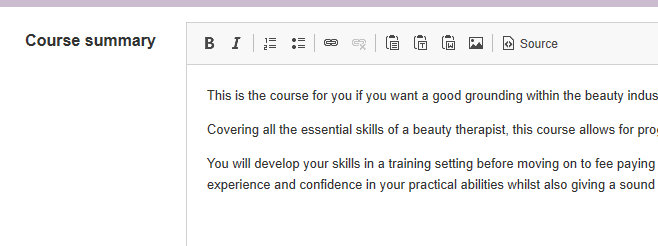 Course summary
B I Source
This is the course for you if you want a good grounding within the beauty
Covering all the essential skills of a beauty therapist, this course allows for
You will develop your skills in a training setting before moving on to fee paying
experience and confidence in your practical abilities whilst also giving a sound